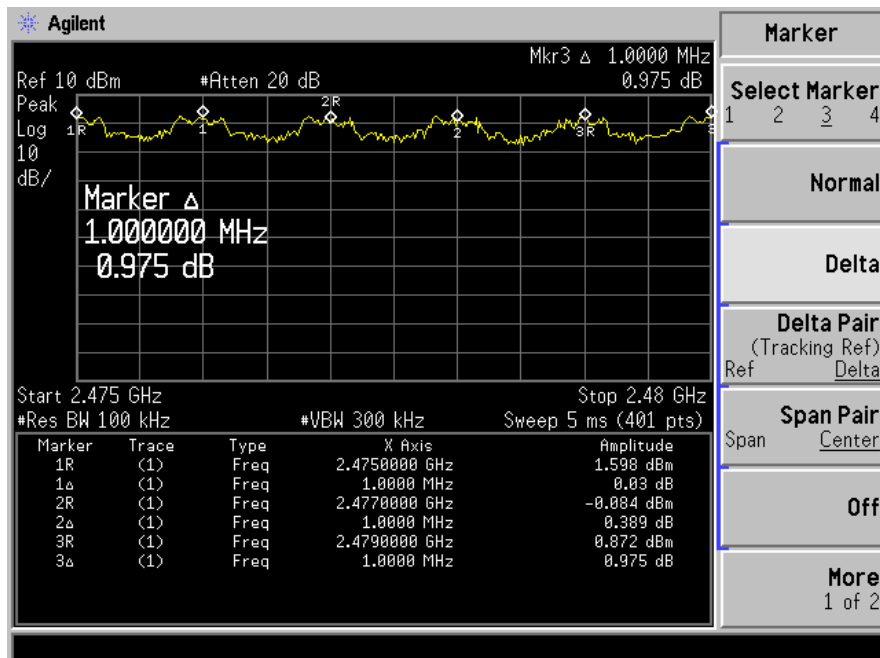 Agilent
Marker
Mkr3 Δ 1.0000 MHz
Ref 10 dBm #Atten 20 dB 0.975 dB
Peak
Log
10
dB/
1R 1 2R 2 3R 3
Marker Δ
1.000000 MHz
0.975 dB
Start 2.475 GHz Stop 2.48 GHz
#Res BW 100 kHz #VBW 300 kHz Sweep 5 ms (401 pts)
Marker Trace Type X Axis Amplitude
1R (1) Freq 2.4750000 GHz 1.598 dBm
1Δ (1) Freq 1.0000 MHz 0.03 dB
2R (1) Freq 2.4770000 GHz -0.084 dBm
2Δ (1) Freq 1.0000 MHz 0.389 dB
3R (1) Freq 2.4790000 GHz 0.872 dBm
3Δ (1) Freq 1.0000 MHz 0.975 dB
Select Marker
1 2 3 4
Normal
Delta
Delta Pair
(Tracking Ref)
Ref Delta
Span Pair
Span Center
Off
More
1 of 2